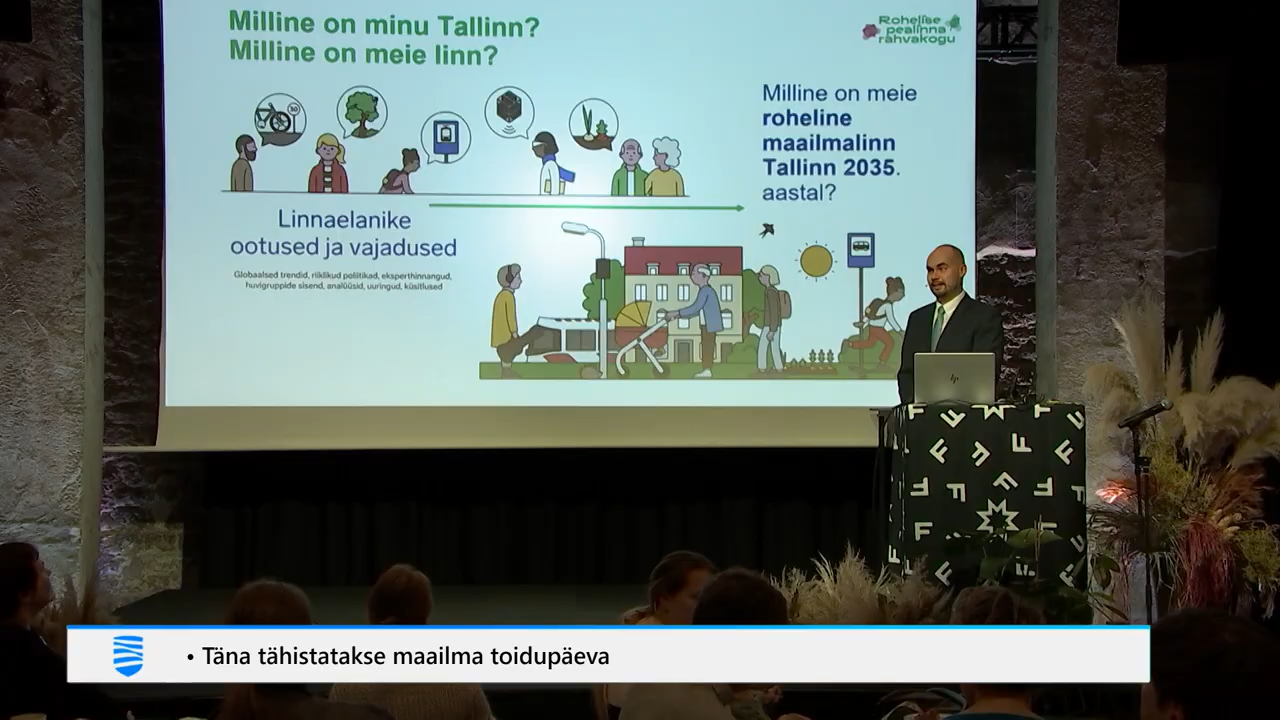 Milline on minu Tallinn?
Milline on meie linn?
Rohelise
pealinna
rahvakogu
30
Milline on meie
roheline
maailmalinn
Tallinn 2035.
aastal?
Linnaelanike
ootused ja vajadused
Globaalsed trendid, riiklikud poliitikad, eksperthinnangud,
huvigruppide sisend, analüüsid, uuringud, küsitlused
hp
• Täna tähistatakse maailma toidupäeva